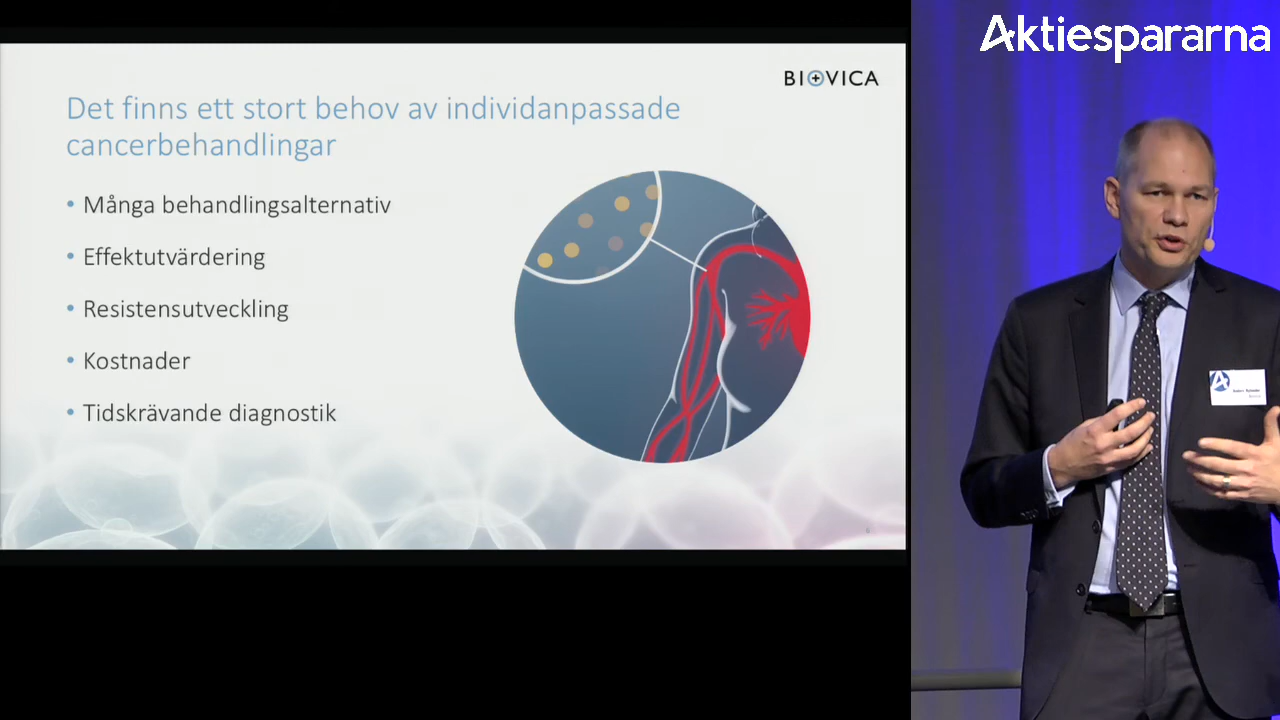 Aktiespararna
BIOVICA
Det finns ett stort behov av individanpassade
cancerbehandlingar
• Många behandlingsalternativ
• Effektutvärdering
• Resistensutveckling
• Kostnader
• Tidskrävande diagnostik